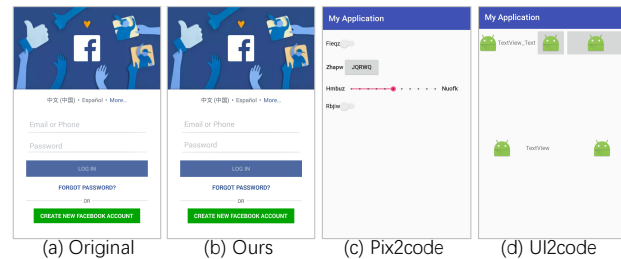 中文 (中国) • Español • More...
Email or Phone
Password
LOG IN
FORGOT PASSWORD?
OR
CREATE NEW FACEBOOK ACCOUNT
(a) Original
中文 (中国) • Español • More...
Email or Phone
Password
LOG IN
FORGOT PASSWORD?
OR
CREATE NEW FACEBOOK ACCOUNT
(b) Ours
My Application
Fieqz
Zhspw JQRWQ
Hmbuz Nuofk
Rbjiw
(c) Pix2code
My Application
TextView_Text
TextView
(d) UI2code